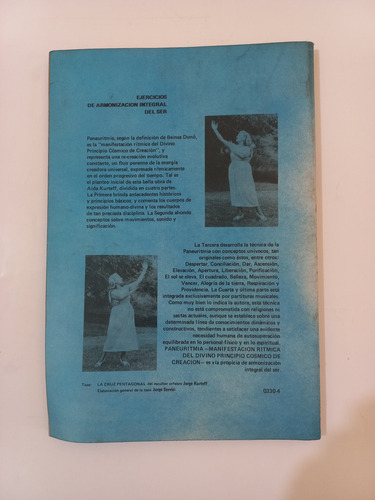 EJERCICIOS
DE ARMONIZACION INTEGRAL
DEL SER
Paneuritmia, según la definición de Beinsa Dunó,
es la "manifestación rítmica del Divino
Principio Cósmico de Creación", y
representa una re-creación evolutiva
consciente, un fluir perenne de la energía
creadora universal, expresada rítmicamente
en el orden progresivo del tiempo. Tal es
el planteo inicial de esta bella obra de
Aída Kurteff, dividida en cuatro partes.
La Primera brinda antecedentes históricos
y principios básicos, y comenta los cuerpos de
expresión humano-divina y los resultados
de tan preciada disciplina. La Segunda ahonda
conceptos sobre movimientos, sonido y
significación.
La Tercera desarrolla la técnica de la
Paneuritmia con conceptos unívocos, tan
originales como éstos, entre otros:
Despertar, Conciliación, Dar, Ascensión,
Elevación, Apertura, Liberación, Purificación,
El sol se eleva, El cuadrado, Belleza, Movimiento,
Vencer, Alegría de la tierra, Respiración y
Providencia. La Cuarta y última parte está
integrada exclusivamente por partituras musicales.
Como muy bien lo indica la autora, esta técnica
no está comprometida con religiones ni
sectas actuales, aunque se establece sobre una
determinada línea de conocimientos dinámicos y
constructivos, tendientes a satisfacer una evidente
necesidad humana de autosuperación
equilibrada en lo personal físico y en lo espiritual.
PANEURITMIA —MANIFESTACION RITMICA
DEL DIVINO PRINCIPIO COSMICO DE
CREACION— es vía propicia de armonización
integral del ser.
Tapa: LA CRUZ PENTAGONAL del escultor orfebre Jorge Kurteff.
Elaboración general de la tapa:
0230-4